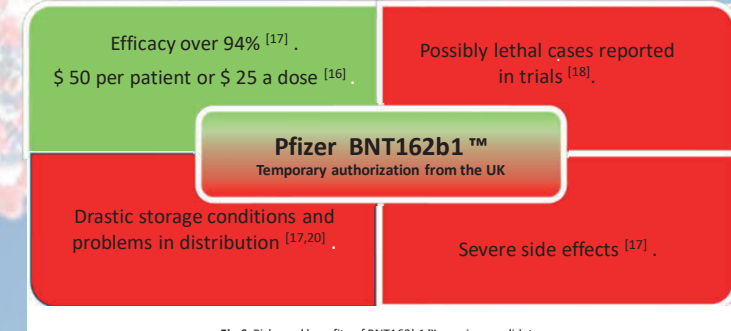 Efficacy over 94% [17] .
$ 50 per patient or $ 25 a dose [16] .
Possibly lethal cases reported
in trials [18].
Pfizer BNT162b1 ™
Temporary authorization from the UK
Drastic storage conditions and
problems in distribution [17,20] .
Severe side effects [17] .